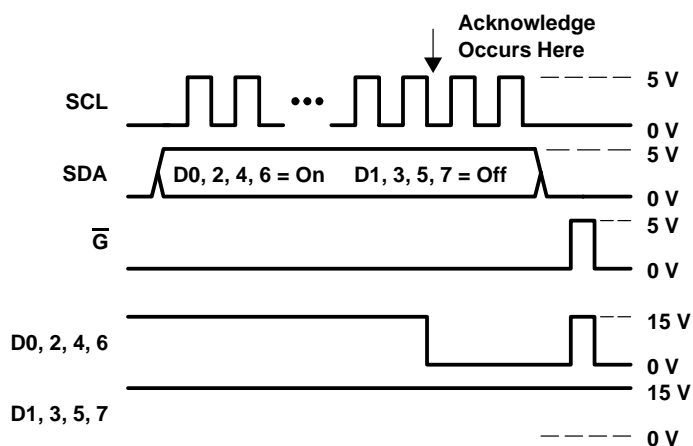 Acknowledge
Occurs Here
5 V
SCL
•••
0 V
5 V
SDA
D0, 2, 4, 6 = On D1, 3, 5, 7 = Off
0 V
5 V
G
0 V
15 V
D0, 2, 4, 6
0 V
15 V
D1, 3, 5, 7
0 V